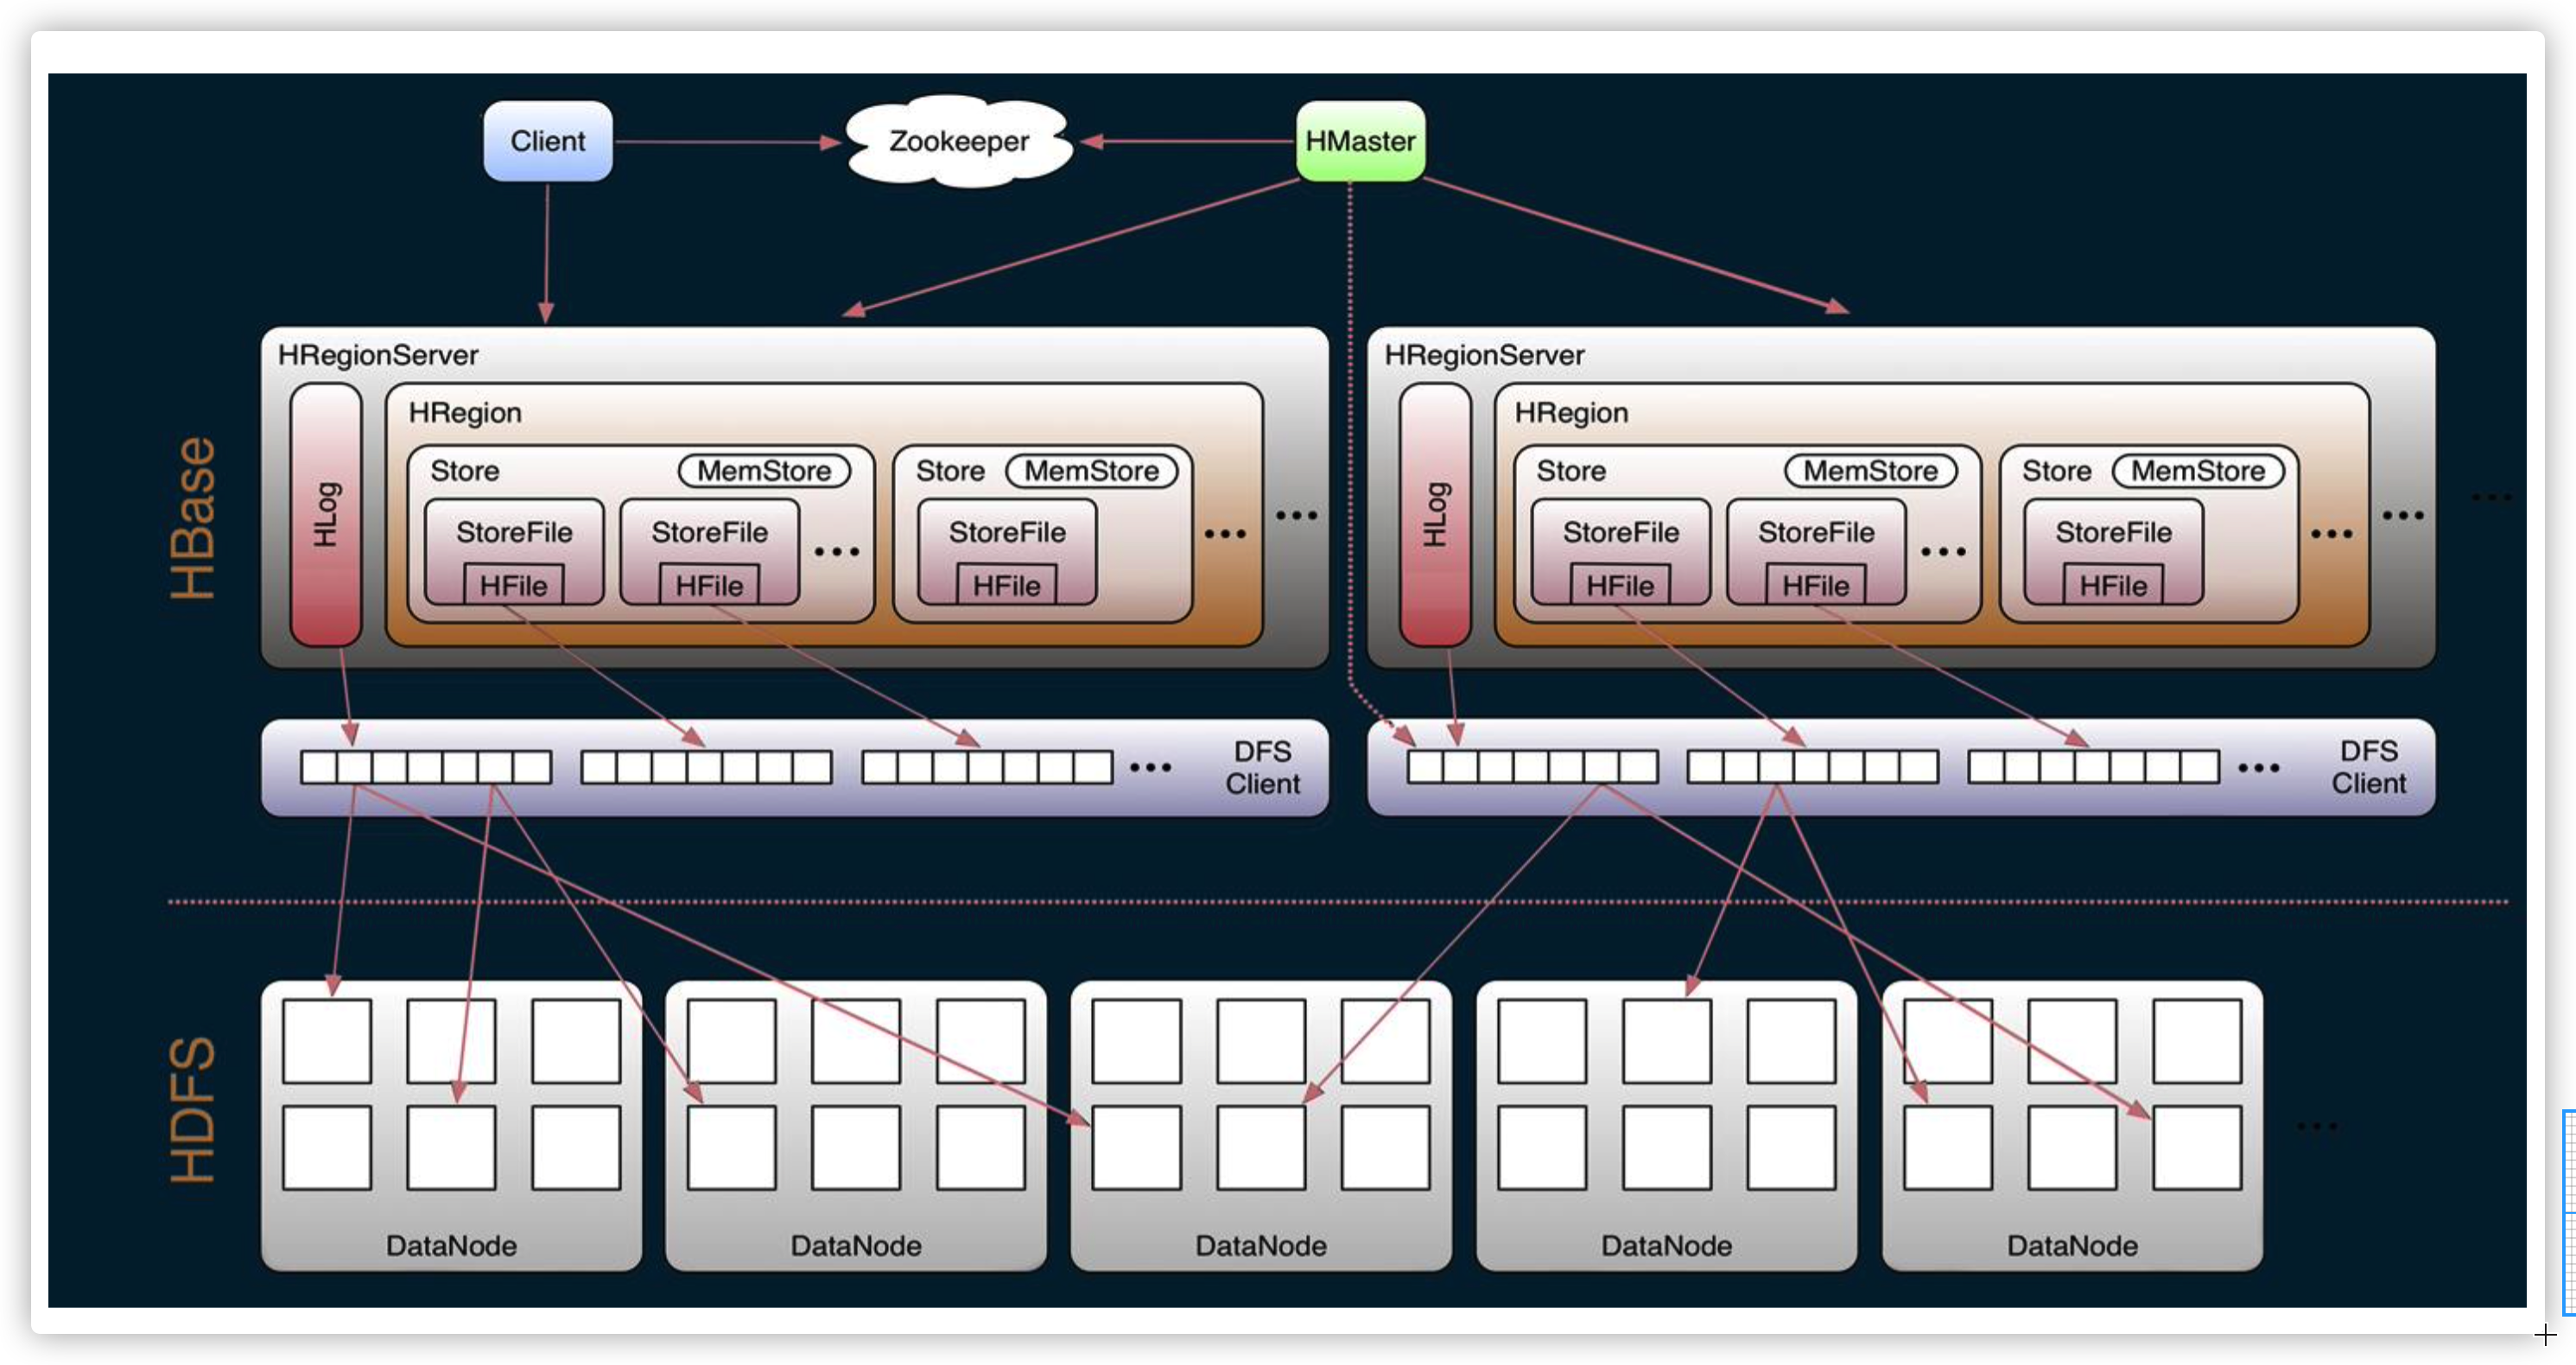 Client
Zookeeper
HMaster
HBase
HRegionServer
HLog
HRegion
Store
MemStore
StoreFile
HFile
StoreFile
HFile
...
Store
MemStore
StoreFile
HFile
...
...
HRegionServer
HLog
HRegion
Store
MemStore
StoreFile
HFile
StoreFile
HFile
...
Store
MemStore
StoreFile
HFile
...
...
...
...
DFS
Client
...
DFS
Client
HDFS
DataNode
DataNode
DataNode
DataNode
DataNode
...